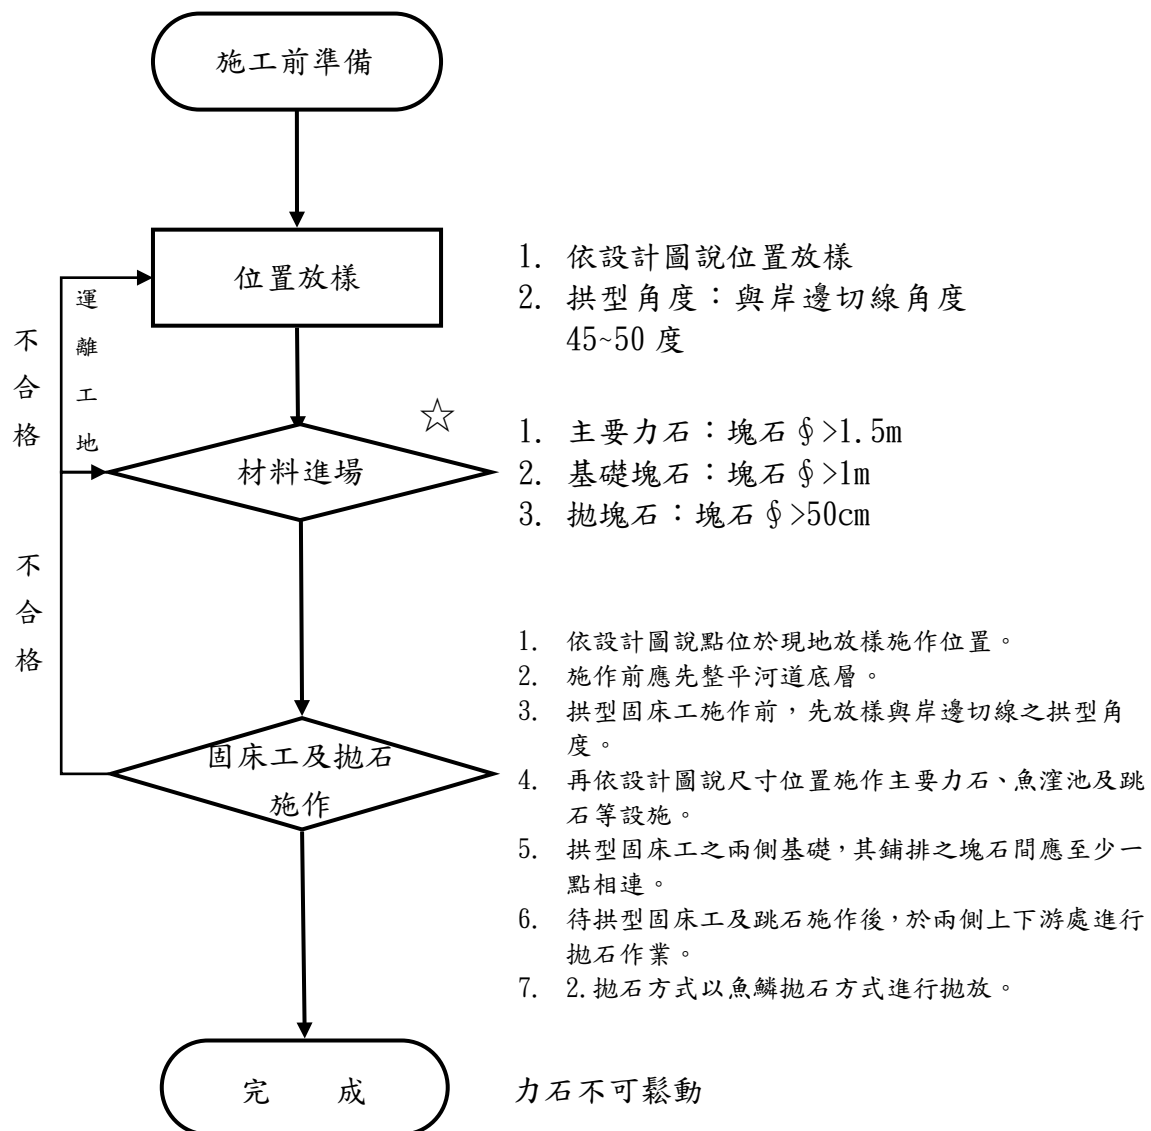 施工前準備
位置放樣
1. 依設計圖說位置放樣
2. 拱型角度：與岸邊切線角度
45~50 度
不合格
運離工地
☆
材料進場
1. 主要力石：塊石∮>1.5m
2. 基礎塊石：塊石∮>1m
3. 拋塊石：塊石∮>50cm
不合格
固床工及拋石
施作
1. 依設計圖說點位於現地放樣施作位置。
2. 施作前應先整平河道底層。
3. 拱型固床工施作前，先放樣與岸邊切線之拱型角
度。
4. 再依設計圖說尺寸位置施作主要力石、魚窪池及跳
石等設施。
5. 拱型固床工之兩側基礎，其鋪排之塊石間應至少一
點相連。
6. 待拱型固床工及跳石施作後，於兩側上下游處進行
拋石作業。
7. 2.拋石方式以魚鱗拋石方式進行拋放。
完 成
力石不可鬆動